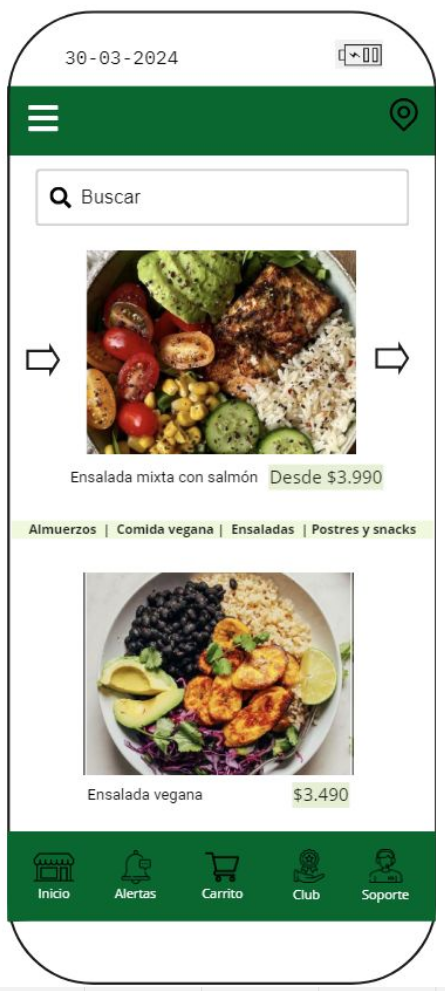 30-03-2024
Buscar
Ensalada mixta con salmón Desde $3.990
Almuerzos | Comida vegana | Ensaladas | Postres y snacks
Ensalada vegana $3.490
Inicio Alertas Carrito Club Soporte